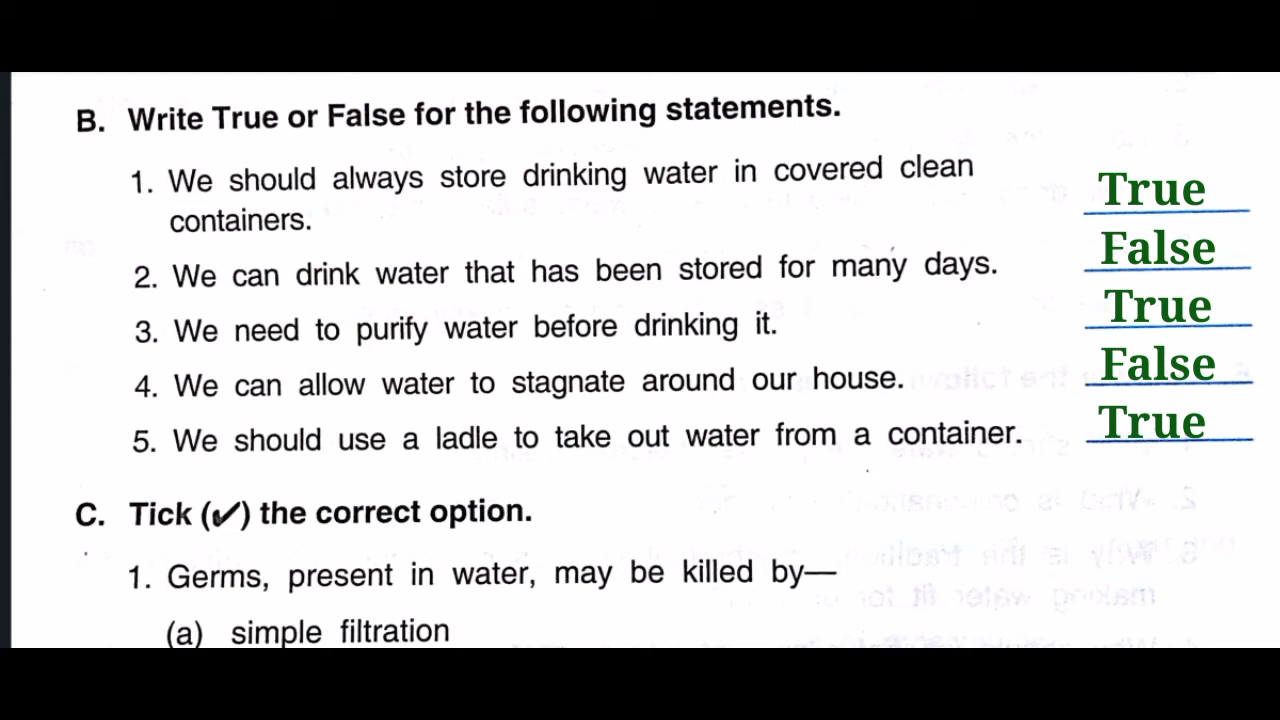 B. Write True or False for the following statements.
1. We should always store drinking water in covered clean
containers.
True
2. We can drink water that has been stored for many days.
False
3. We need to purify water before drinking it.
True
4. We can allow water to stagnate around our house.
False
5. We should use a ladle to take out water from a container.
True
C. Tick (✔) the correct option.
1. Germs, present in water, may be killed by—
(a) simple filtration